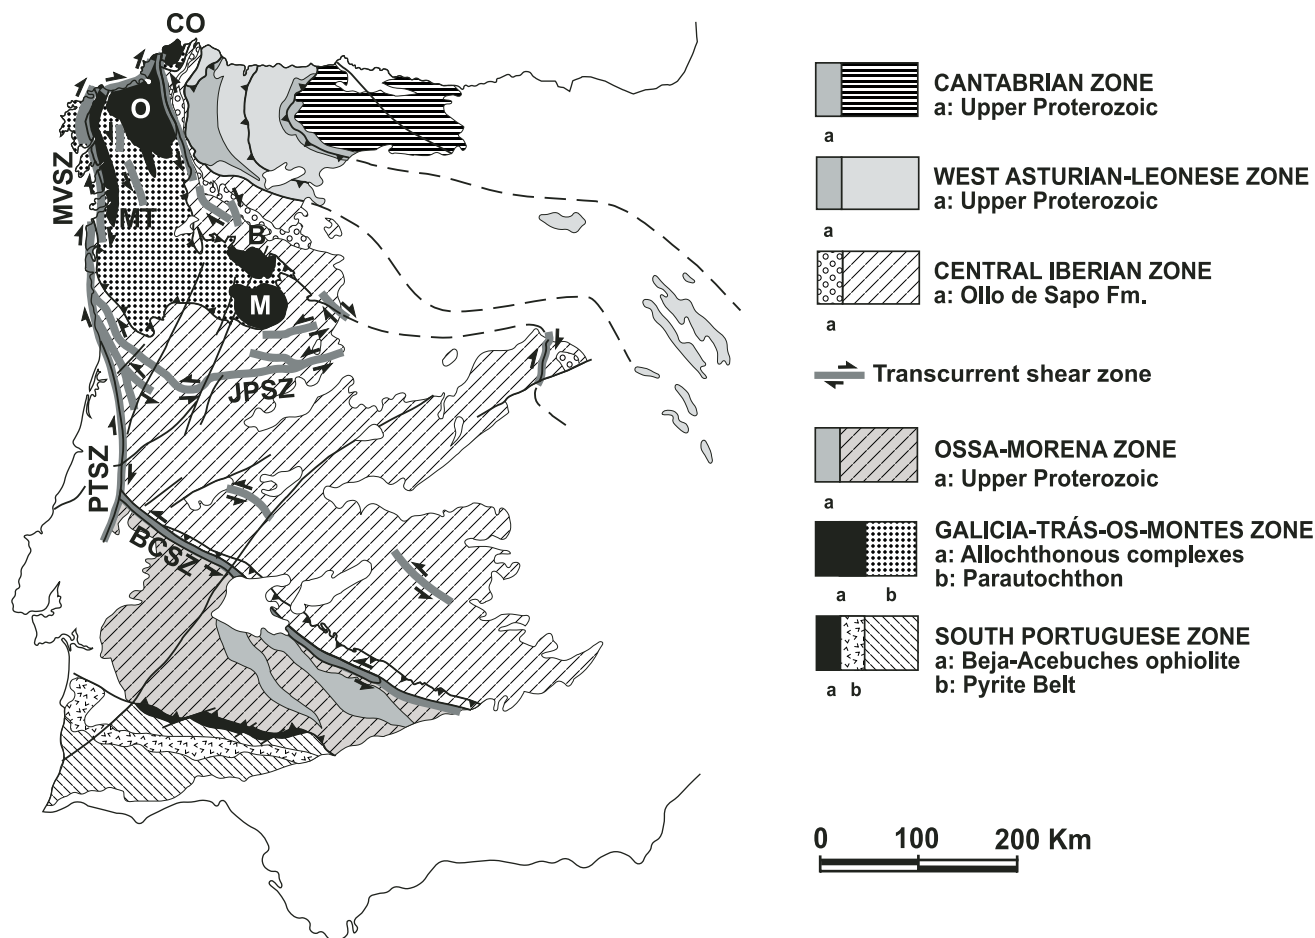 CO
O
MVSZ
MT
B
M
JPSZ
PTSZ
BCSZ
CANTABRIAN ZONE
a: Upper Proterozoic
a
WEST ASTURIAN-LEONESE ZONE
a: Upper Proterozoic
a
CENTRAL IBERIAN ZONE
a: Ollo de Sapo Fm.
a
Transcurrent shear zone
OSSA-MORENA ZONE
a: Upper Proterozoic
a
GALICIA-TRÁS-OS-MONTES ZONE
a: Allochthonous complexes
b: Parautochthon
a b
SOUTH PORTUGUESE ZONE
a: Beja-Acebuches ophiolite
b: Pyrite Belt
a b
0 100 200 Km